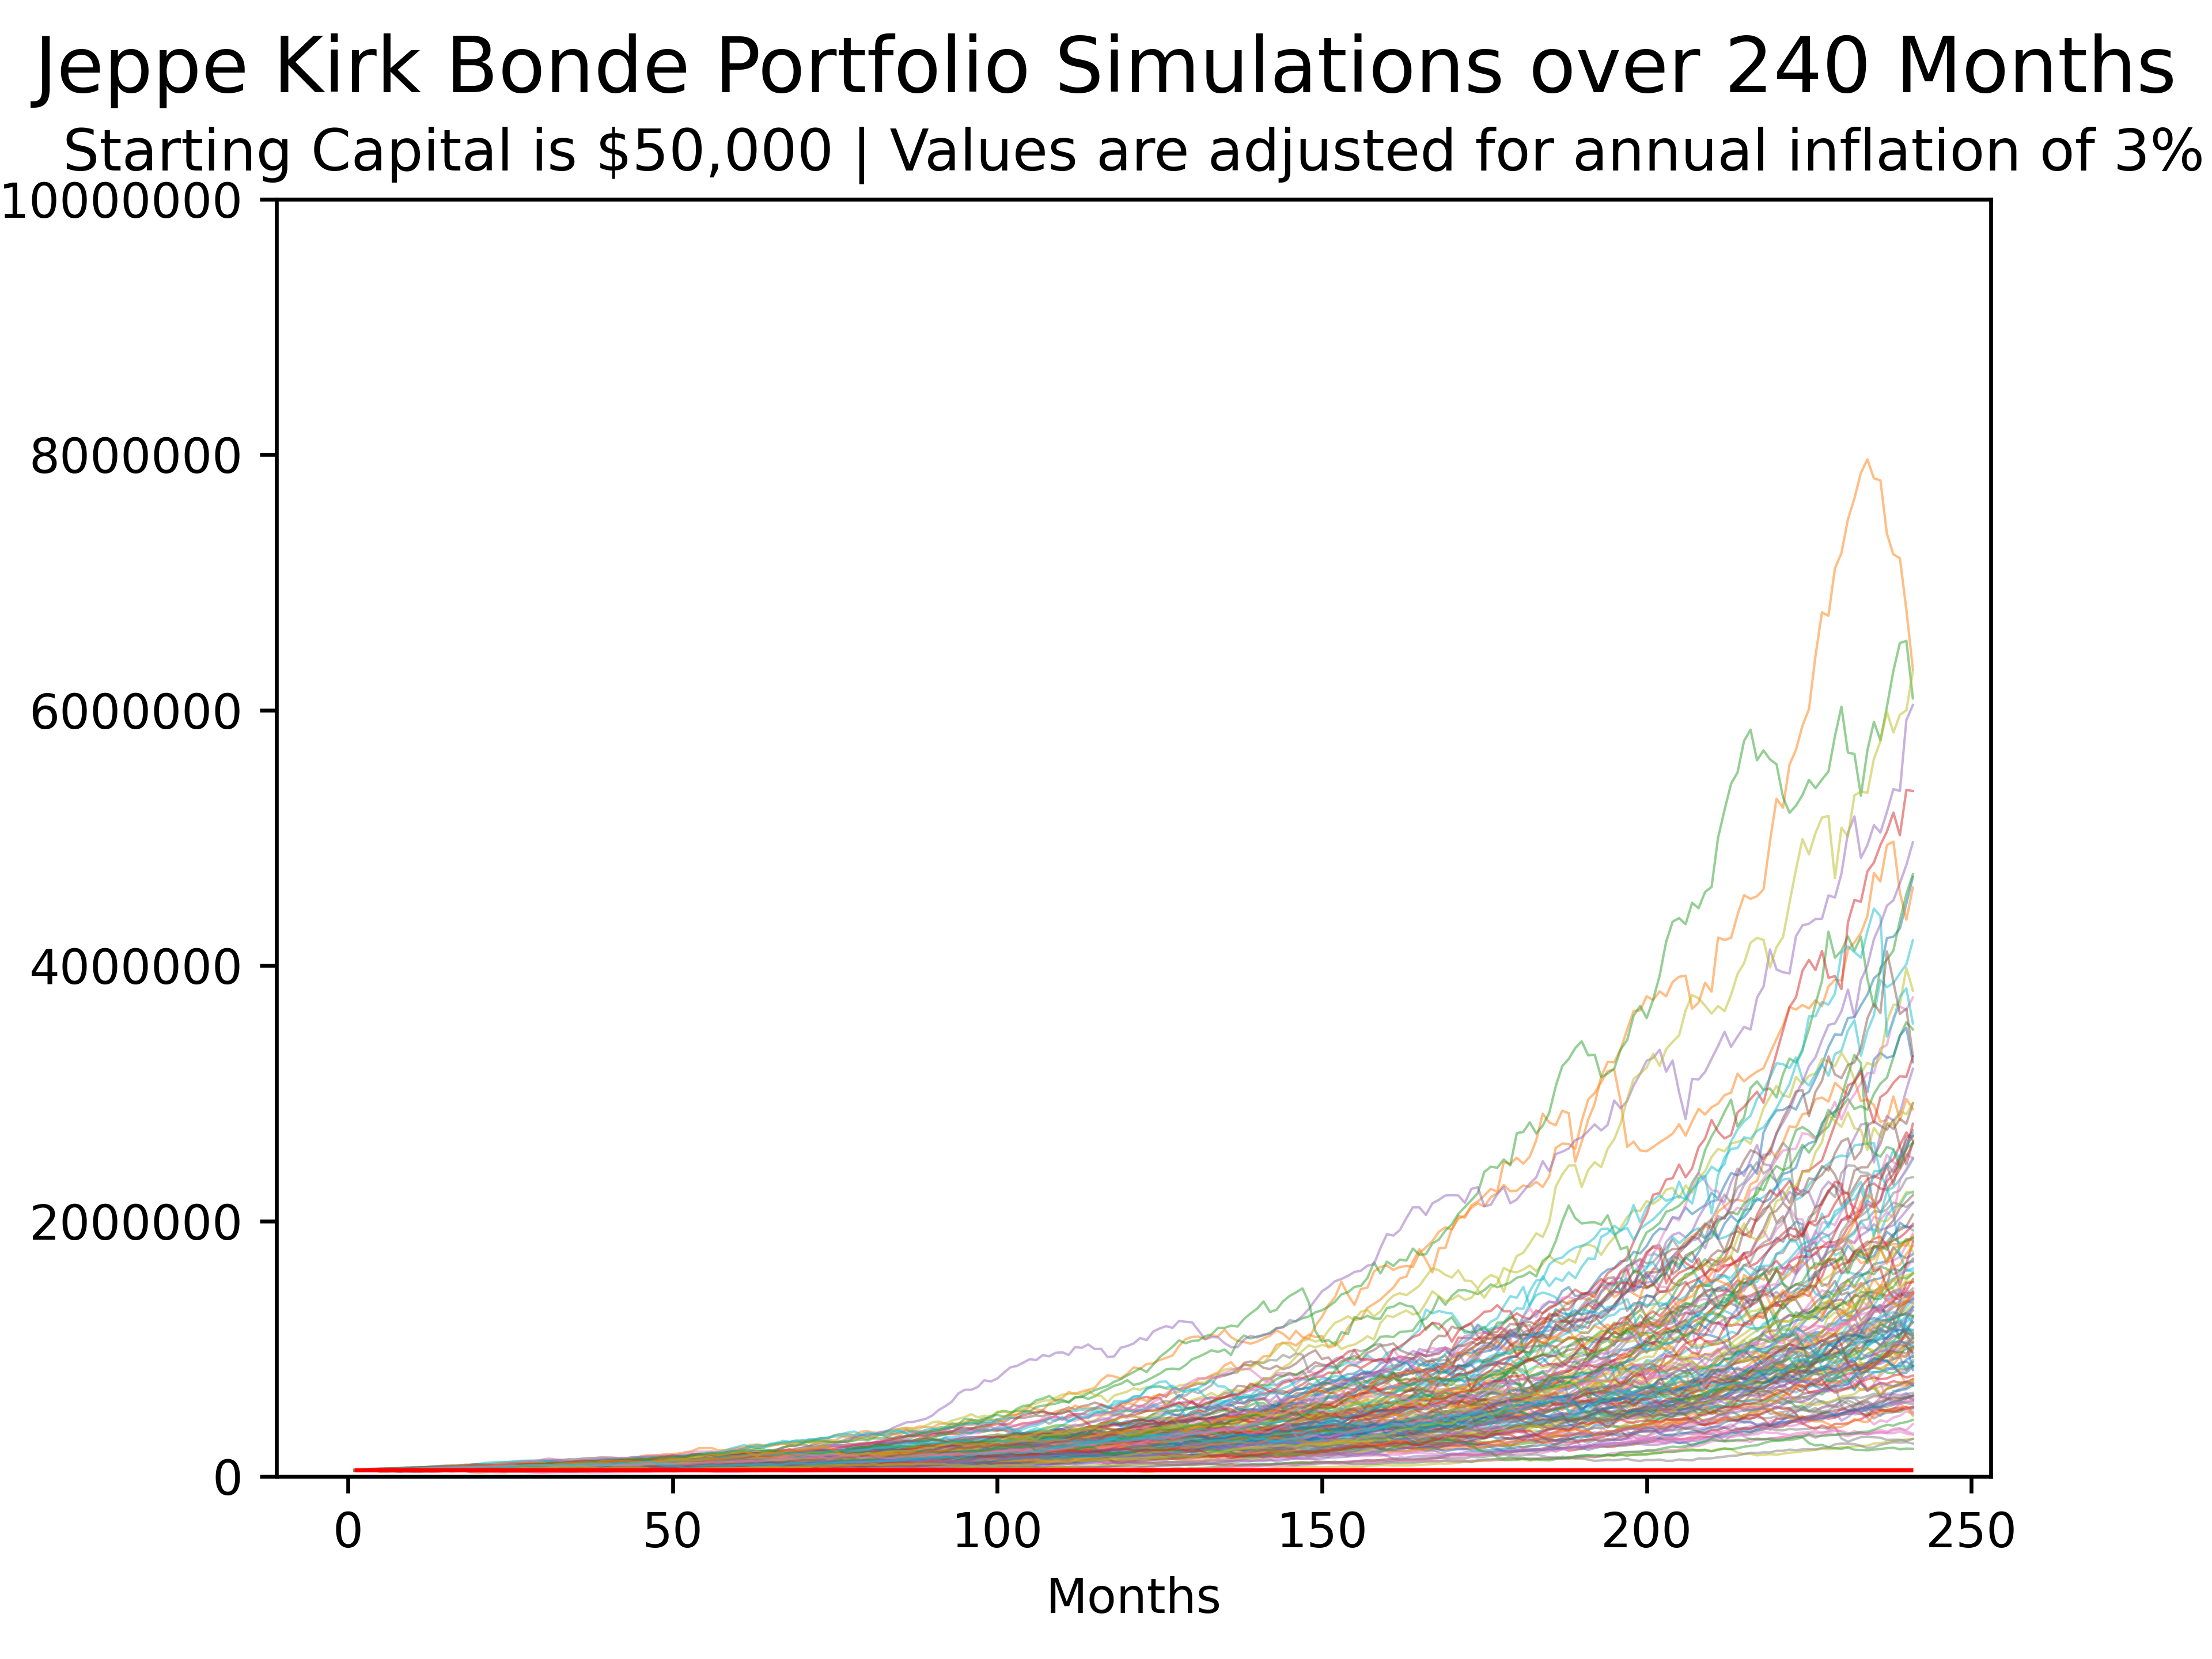 Jeppe Kirk Bonde Portfolio Simulations over 240 Months
Starting Capital is $50,000 | Values are adjusted for annual inflation of 3%
10000000
8000000
6000000
4000000
2000000
0
0 50 100 150 200 250
Months